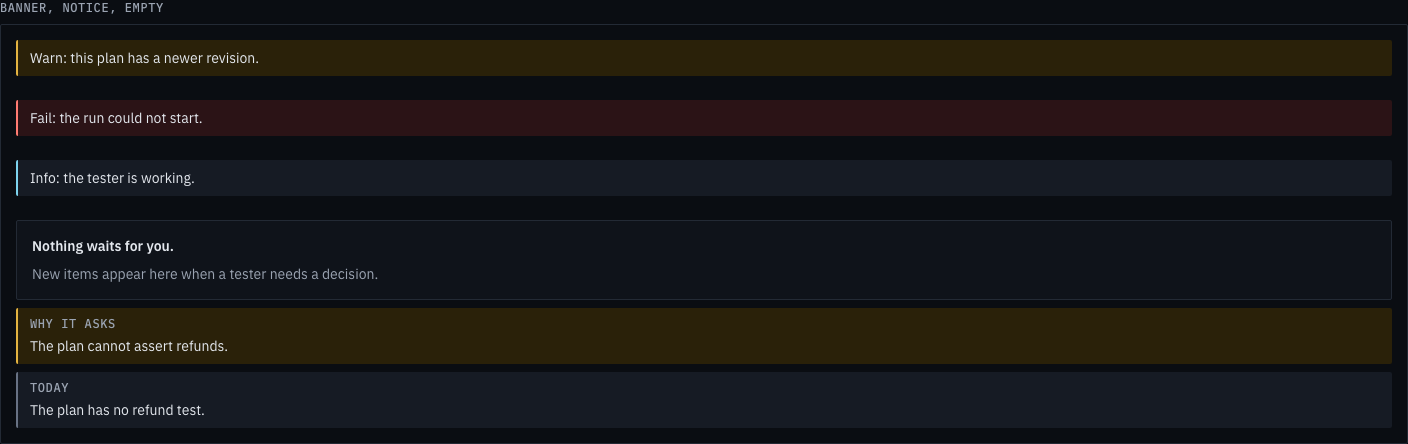 BANNER, NOTICE, EMPTY
Warn: this plan has a newer revision.
Fail: the run could not start.
Info: the tester is working.
Nothing waits for you.
New items appear here when a tester needs a decision.
WHY IT ASKS
The plan cannot assert refunds.
TODAY
The plan has no refund test.